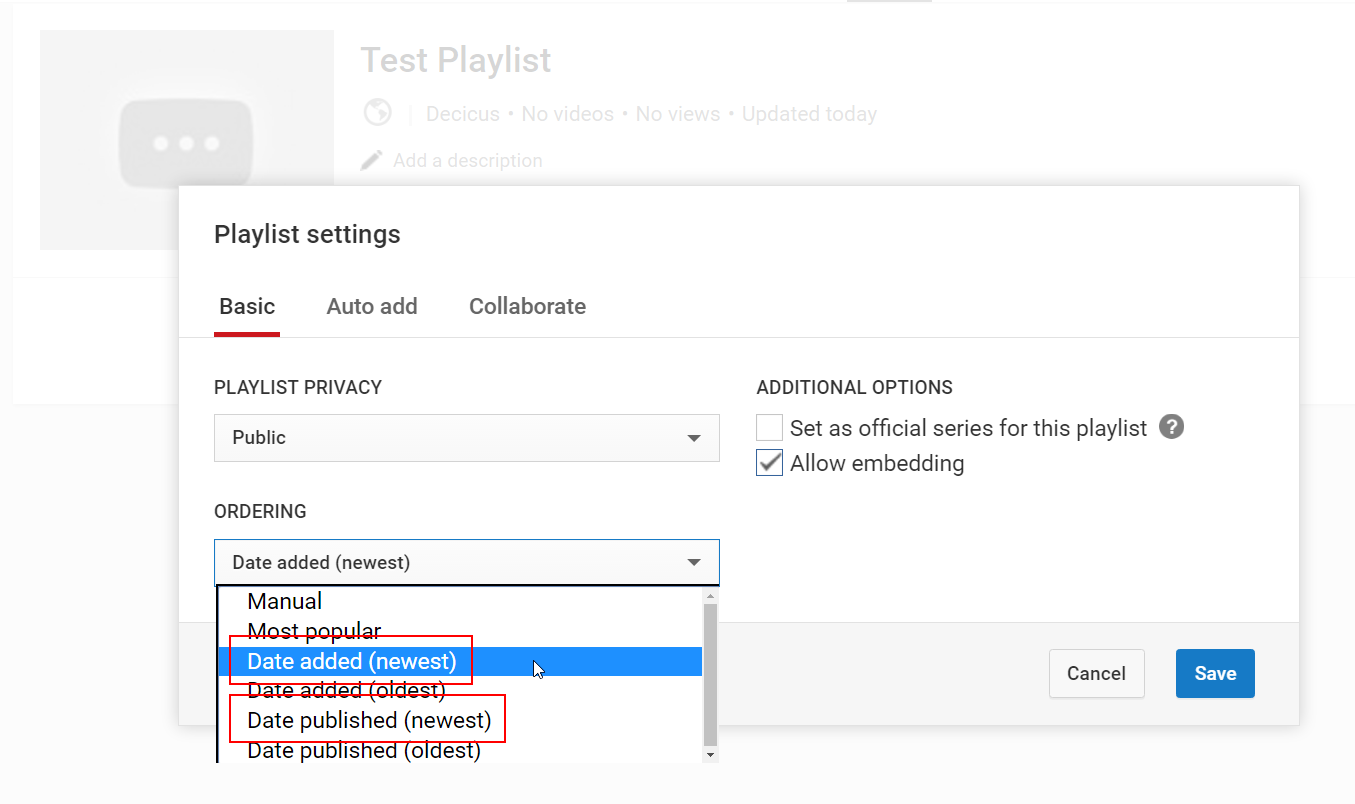 Test Playlist
Decicus • No videos • No views • Updated today
Add a description
Playlist settings
Basic Auto add Collaborate
PLAYLIST PRIVACY
Public
ADDITIONAL OPTIONS
Set as official series for this playlist ?
Allow embedding
ORDERING
Date added (newest)
Manual
Most popular
Date added (newest)
Date added (oldest)
Date published (newest)
Date published (oldest)
Cancel Save